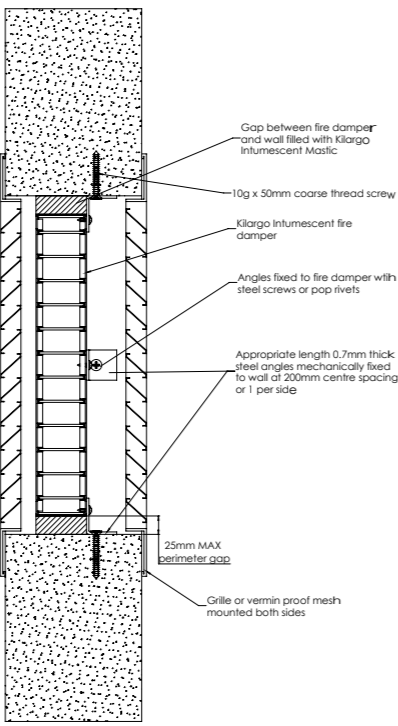 Gap between fire damper
and wall filled with Kilargo
Intumescent Mastic
10g x 50mm coarse thread screw
Kilargo Intumescent fire
damper
Angles fixed to fire damper wtih
steel screws or pop rivets
Appropriate length 0.7mm thick
steel angles mechanically fixed
to wall at 200mm centre spacing
or 1 per side
25mm MAX
perimeter gap
Grille or vermin proof mesh
mounted both sides